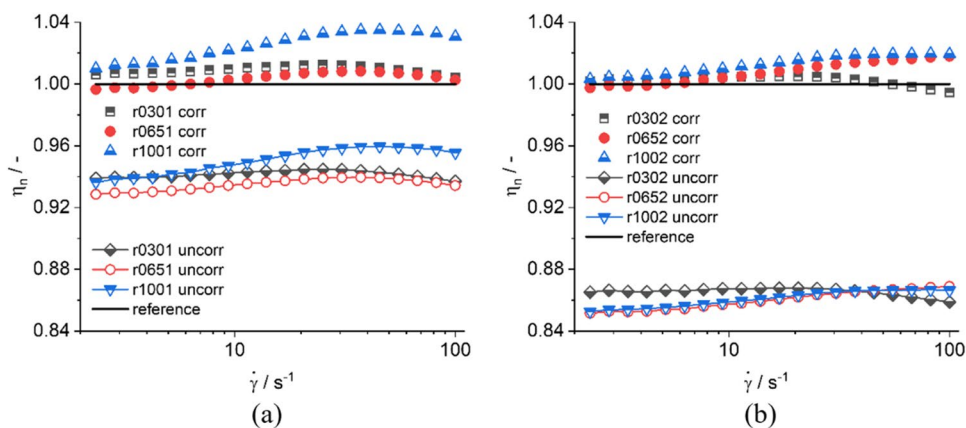 1.04
1.00
0.96
0.92
0.88
0.84
ηn / -
r0301 corr
r0651 corr
r1001 corr
r0301 uncorr
r0651 uncorr
r1001 uncorr
reference
10
100
γ̇ / s⁻¹
(a)
1.04
1.00
0.96
0.92
0.88
0.84
ηn / -
r0302 corr
r0652 corr
r1002 corr
r0302 uncorr
r0652 uncorr
r1002 uncorr
reference
10
100
γ̇ / s⁻¹
(b)